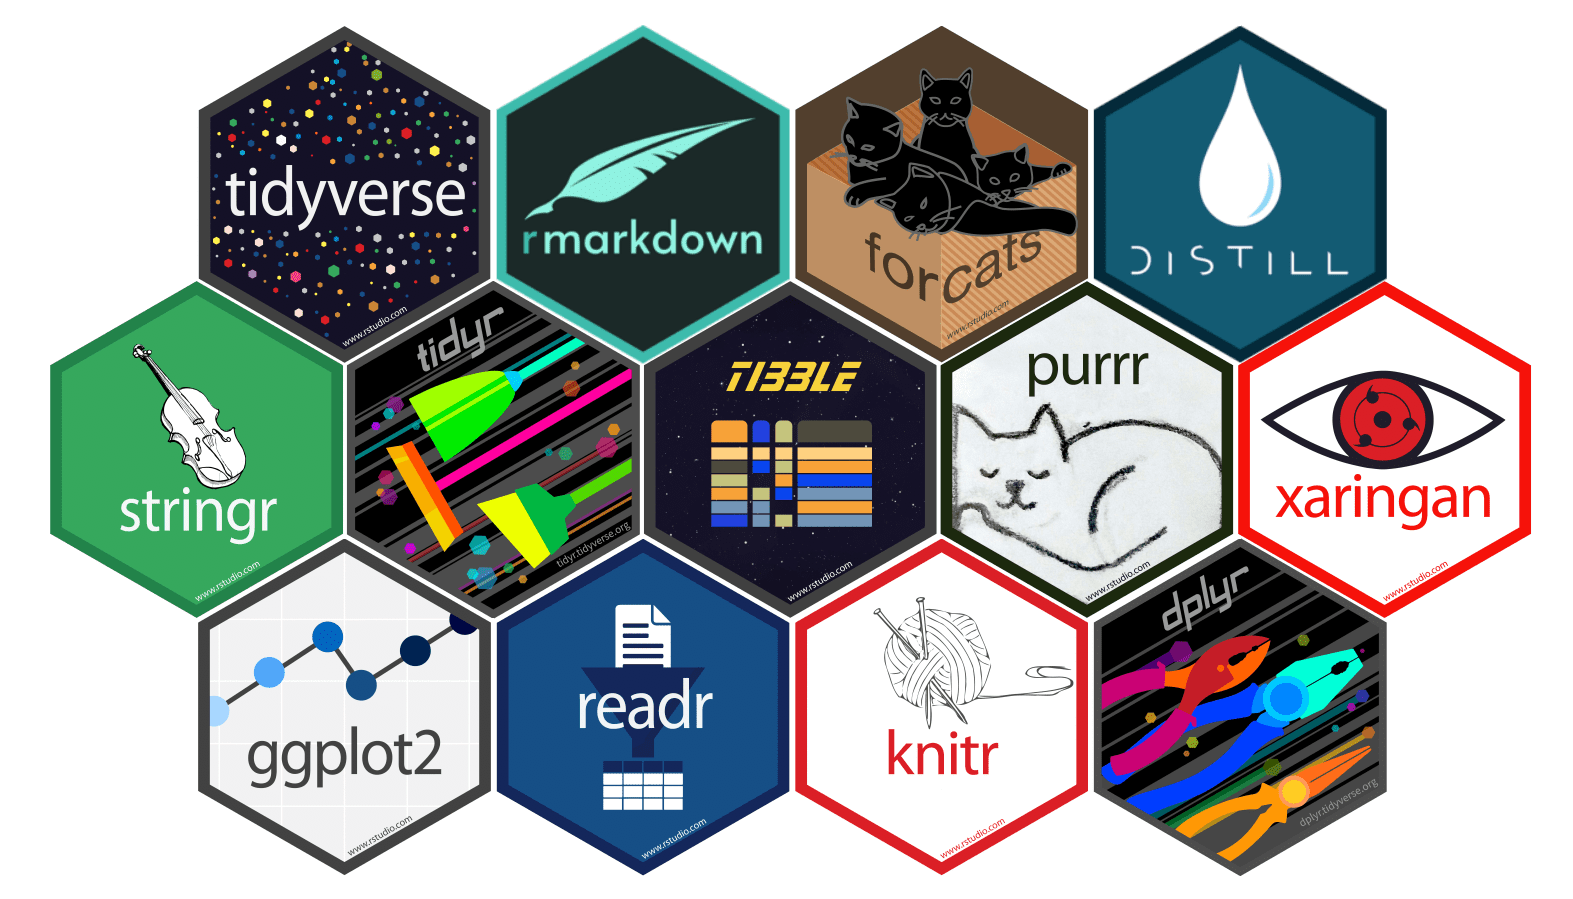 tidyverse
www.rstudio.com
rmarkdown
forcats
www.rstudio.com
DISTILL
stringr
www.rstudio.com
tidyr
tidyr.tidyverse.org
TIBBLE
www.rstudio.com
purrr
www.rstudio.com
xaringan
www.rstudio.com
ggplot2
www.rstudio.com
readr
www.rstudio.com
knitr
www.rstudio.com
dplyr
dplyr.tidyverse.org